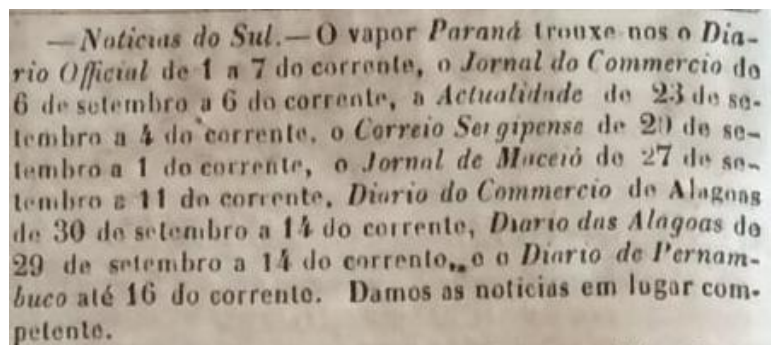 —Noticias do Sul.—O vapor Paraná trouxe nos o Dia-
rio Official de 1 a 7 do corrente, o Jornal do Commercio de
6 de setembro a 6 do corrente, a Actualidade de 23 de se-
tembro a 4 do corrente, o Correio Sergipense de 20 de se-
tembro a 1 do corrente, o Jornal de Maceió de 27 de se-
tembro a 11 do corrente, Diario do Commercio de Alagoas
de 30 de setembro a 14 do corrente, Diario das Alagoas de
29 de setembro a 14 do corrente, e o Diario de Pernam-
buco até 16 do corrente. Damos as noticias em lugar com-
petente.